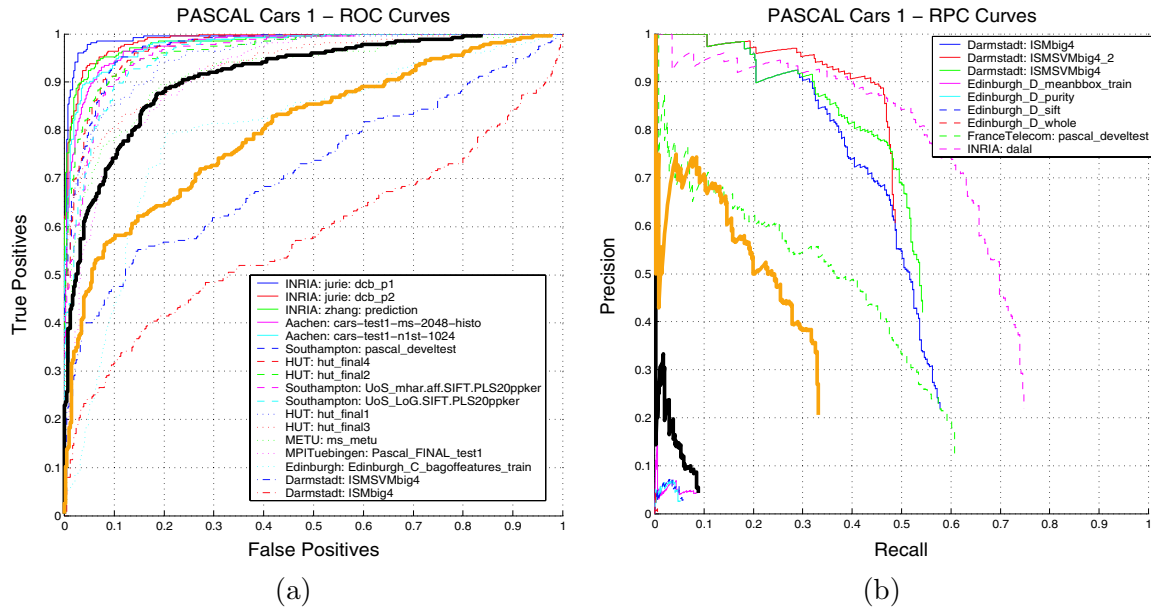 PASCAL Cars 1 – ROC Curves
1
0.9
0.8
0.7
0.6
0.5
0.4
0.3
0.2
0.1
0
True Positives
INRIA: jurie: dcb_p1
INRIA: jurie: dcb_p2
INRIA: zhang: prediction
Aachen: cars-test1-ms-2048-histo
Aachen: cars-test1-n1st-1024
Southampton: pascal_develtest
HUT: hut_final4
HUT: hut_final2
Southampton: UoS_mhar.aff.SIFT.PLS20ppker
Southampton: UoS_LoG.SIFT.PLS20ppker
HUT: hut_final1
HUT: hut_final3
METU: ms_metu
MPITuebingen: Pascal_FINAL_test1
Edinburgh: Edinburgh_C_bagoffeatures_train
Darmstadt: ISMSVMbig4
Darmstadt: ISMbig4
0 0.1 0.2 0.3 0.4 0.5 0.6 0.7 0.8 0.9 1
False Positives
(a)
PASCAL Cars 1 – RPC Curves
1
0.9
0.8
0.7
0.6
0.5
0.4
0.3
0.2
0.1
0
Precision
Darmstadt: ISMbig4
Darmstadt: ISMSVMbig4_2
Darmstadt: ISMSVMbig4
Edinburgh_D_meanbbox_train
Edinburgh_D_purity
Edinburgh_D_sift
Edinburgh_D_whole
FranceTelecom: pascal_develtest
INRIA: dalal
0 0.1 0.2 0.3 0.4 0.5 0.6 0.7 0.8 0.9 1
Recall
(b)